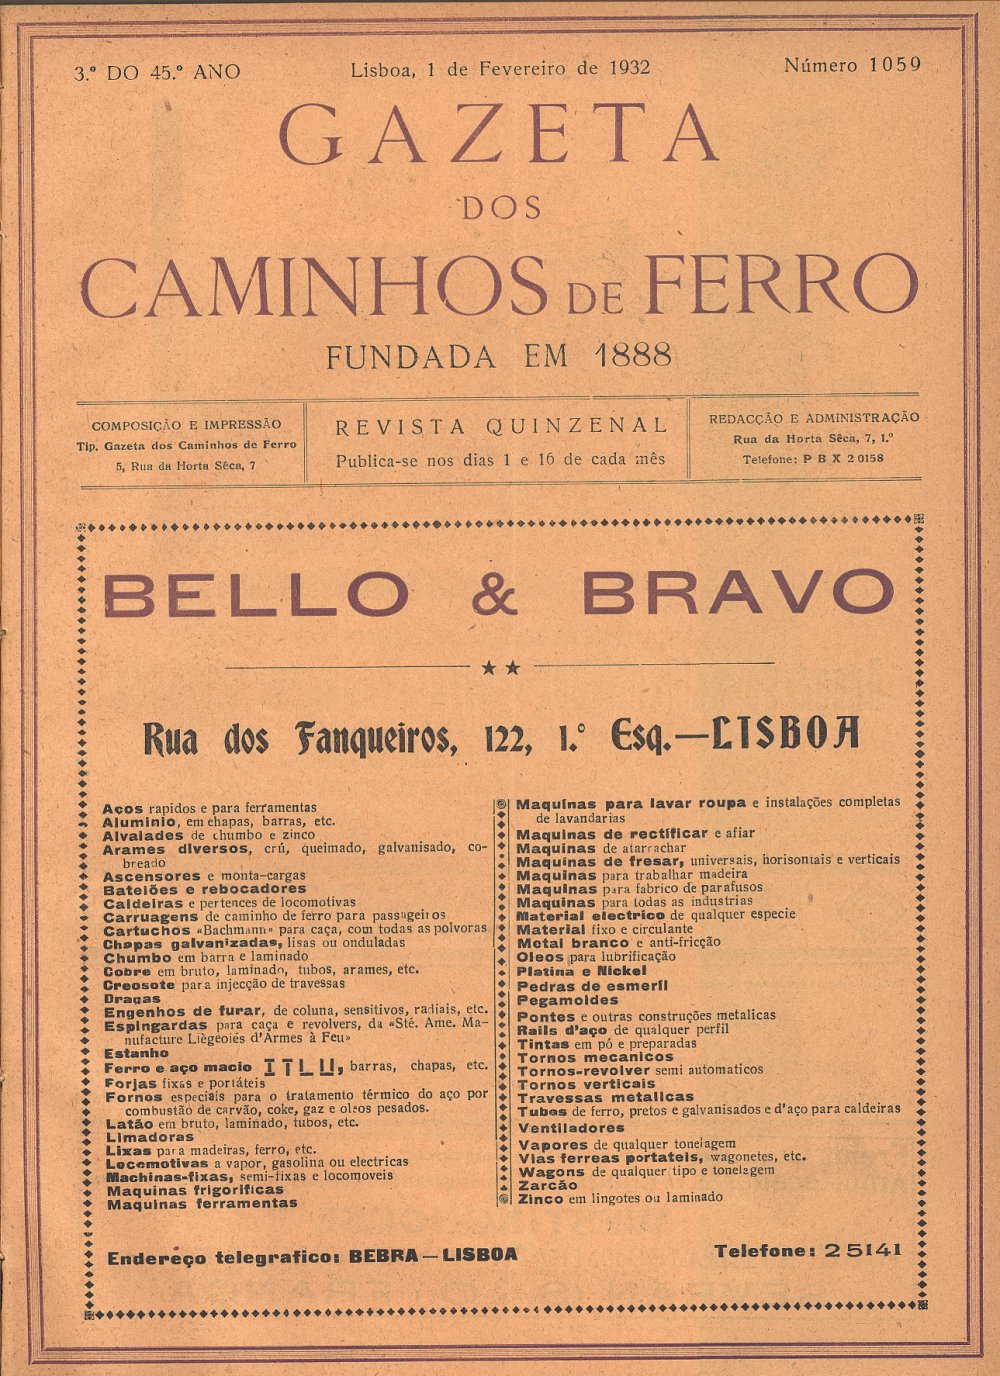 3.º DO 45.º ANO
Lisboa, 1 de Fevereiro de 1932
Número 1059
GAZETA
DOS
CAMINHOS DE FERRO
FUNDADA EM 1888
COMPOSIÇÃO E IMPRESSÃO
Tip. Gazeta dos Caminhos de Ferro
5, Rua da Horta Sêca, 7
REVISTA QUINZENAL
Publica-se nos dias 1 e 16 de cada mês
REDACÇÃO E ADMINISTRAÇÃO
Rua da Horta Sêca, 7, 1.º
Telefone: P B X 2 0158
BELLO & BRAVO
Rua dos Fanqueiros, 122, 1.º Esq.—LISBOA
Aços rapidos e para ferramentas
Aluminio, em chapas, barras, etc.
Alvaiades de chumbo e zinco
Arames diversos, crú, queimado, galvanisado, co-
breado
Ascensores e monta-cargas
Batelões e rebocadores
Caldeiras e pertences de locomotivas
Carruagens de caminho de ferro para passageiros
Cartuchos «Bachmann» para caça, com todas as polvoras
Chapas galvanizadas, lisas ou onduladas
Chumbo em barra e laminado
Cobre em bruto, laminado, tubos, arames, etc.
Creosote para injecção de travessas
Dragas
Engenhos de furar, de coluna, sensitivos, radiais, etc.
Espingardas para caça e revolvers, da «Sté. Ame. Ma-
nufacture Liègeoies d'Armes à Feu»
Estanho
Ferro e aço macio I T L U, barras, chapas, etc.
Forjas fixas e portáteis
Fornos especiais para o tratamento térmico do aço por
combustão de carvão, coke, gaz e oleos pesados.
Latão em bruto, laminado, tubos, etc.
Limadoras
Lixas para madeiras, ferro, etc.
Locomotivas a vapor, gasolina ou electricas
Machinas-fixas, semi-fixas e locomoveis
Maquinas frigorificas
Maquinas ferramentas
Maquinas para lavar roupa e instalações completas
de lavandarias
Maquinas de rectificar e afiar
Maquinas de atarrachar
Maquinas de fresar, universais, horisontais e verticais
Maquinas para trabalhar madeira
Maquinas para fabrico de parafusos
Maquinas para todas as industrias
Material electrico de qualquer especie
Material fixo e circulante
Metal branco e anti-fricção
Oleos para lubrificação
Platina e Nickel
Pedras de esmeril
Pegamoides
Pontes e outras construções metalicas
Rails d'aço de qualquer perfil
Tintas em pó e preparadas
Tornos mecanicos
Tornos-revolver semi automaticos
Tornos verticais
Travessas metalicas
Tubos de ferro, pretos e galvanisados e d'aço para caldeiras
Ventiladores
Vapores de qualquer tonelagem
Vias ferreas portateis, wagonetes, etc.
Wagons de qualquer tipo e tonelagem
Zarcão
Zinco em lingotes ou laminado
Endereço telegrafico: BEBRA—LISBOA
Telefone: 2 5141